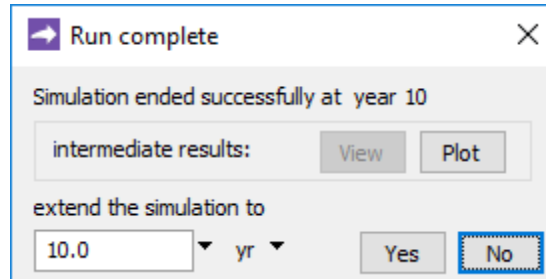 Run complete
Simulation ended successfully at year 10
intermediate results: View Plot
extend the simulation to
10.0 yr Yes No